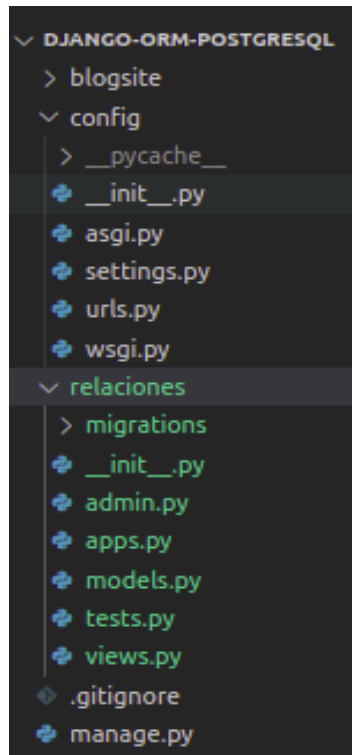 DJANGO-ORM-POSTGRESQL
blogsite
config
__pycache__
__init__.py
asgi.py
settings.py
urls.py
wsgi.py
relaciones
migrations
__init__.py
admin.py
apps.py
models.py
tests.py
views.py
.gitignore
manage.py